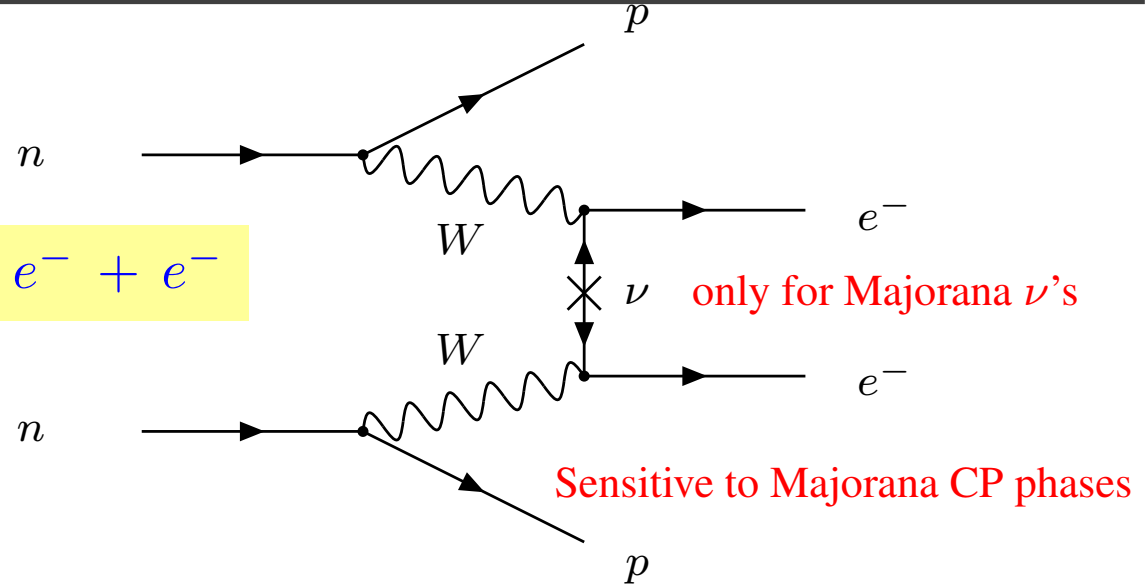 p
n
W
e⁻
e⁻ + e⁻
ν only for Majorana ν's
W
e⁻
n
Sensitive to Majorana CP phases
p